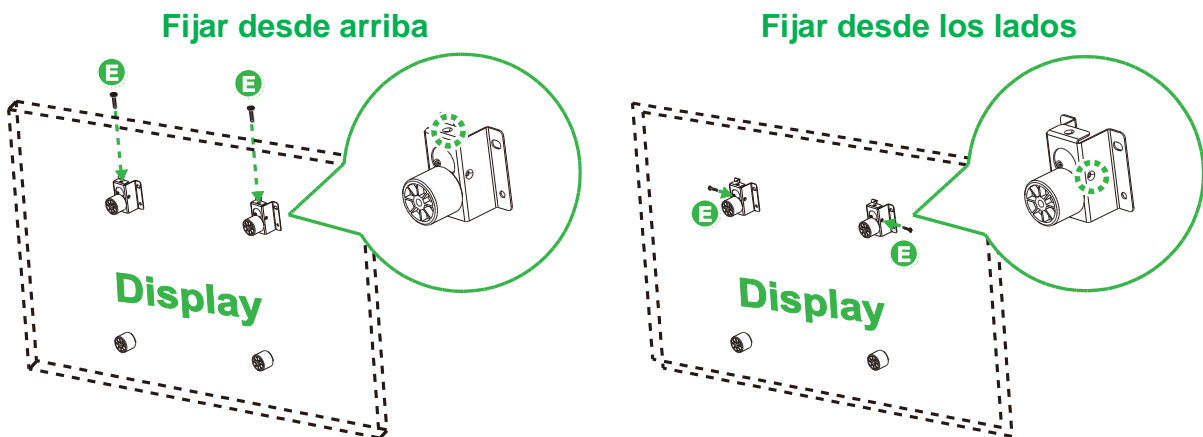 Fijar desde arriba
E
E
Display
Fijar desde los lados
E
E
Display